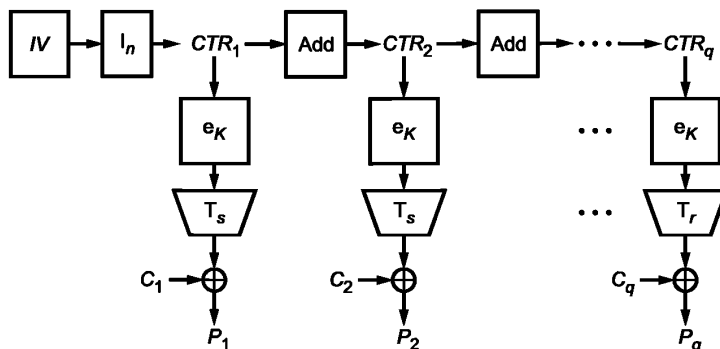 IV I_n CTR_1 Add CTR_2 Add ···· CTR_q
e_K e_K ··· e_K
T_s T_s ··· T_r
C_1 C_2 C_q
P_1 P_2 P_q